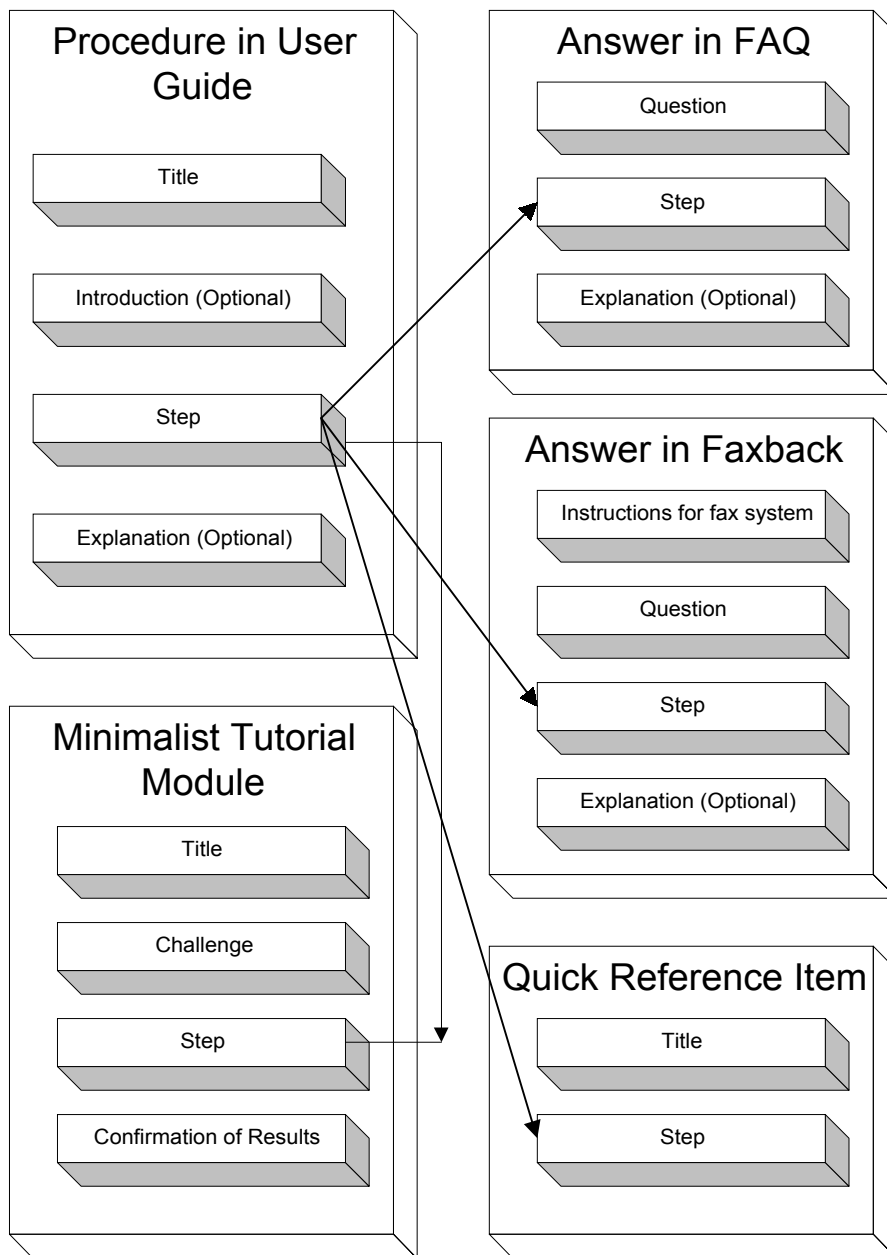 Procedure in User
Guide
Title
Introduction (Optional)
Step
Explanation (Optional)
Minimalist Tutorial
Module
Title
Challenge
Step
Confirmation of Results
Answer in FAQ
Question
Step
Explanation (Optional)
Answer in Faxback
Instructions for fax system
Question
Step
Explanation (Optional)
Quick Reference Item
Title
Step